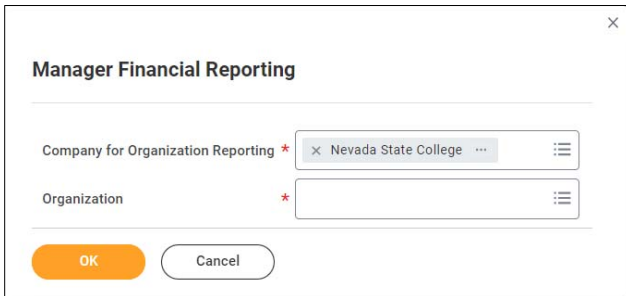 Manager Financial Reporting
Company for Organization Reporting * × Nevada State College ...
Organization *
OK Cancel